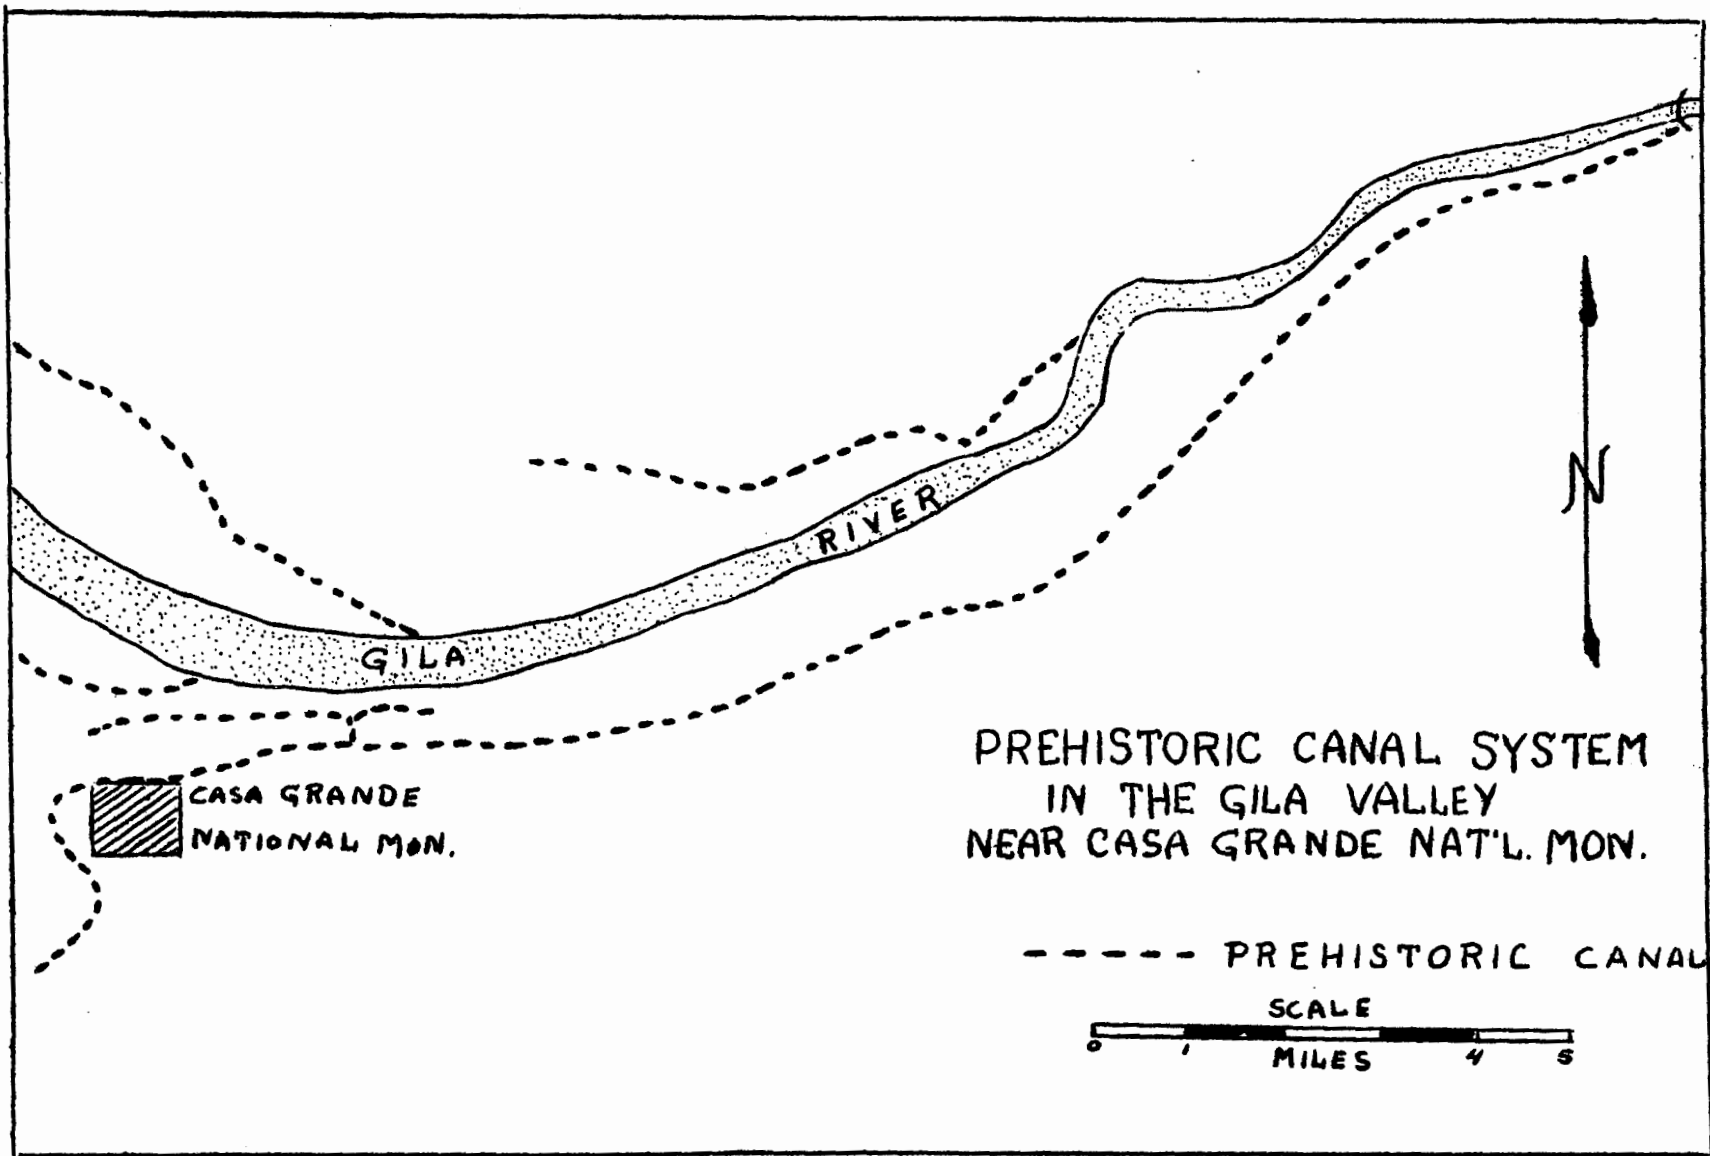 RIVER
GILA
N
CASA GRANDE
NATIONAL MON.
PREHISTORIC CANAL SYSTEM
IN THE GILA VALLEY
NEAR CASA GRANDE NAT'L. MON.
PREHISTORIC CANAL
SCALE
0 1 4 5
MILES